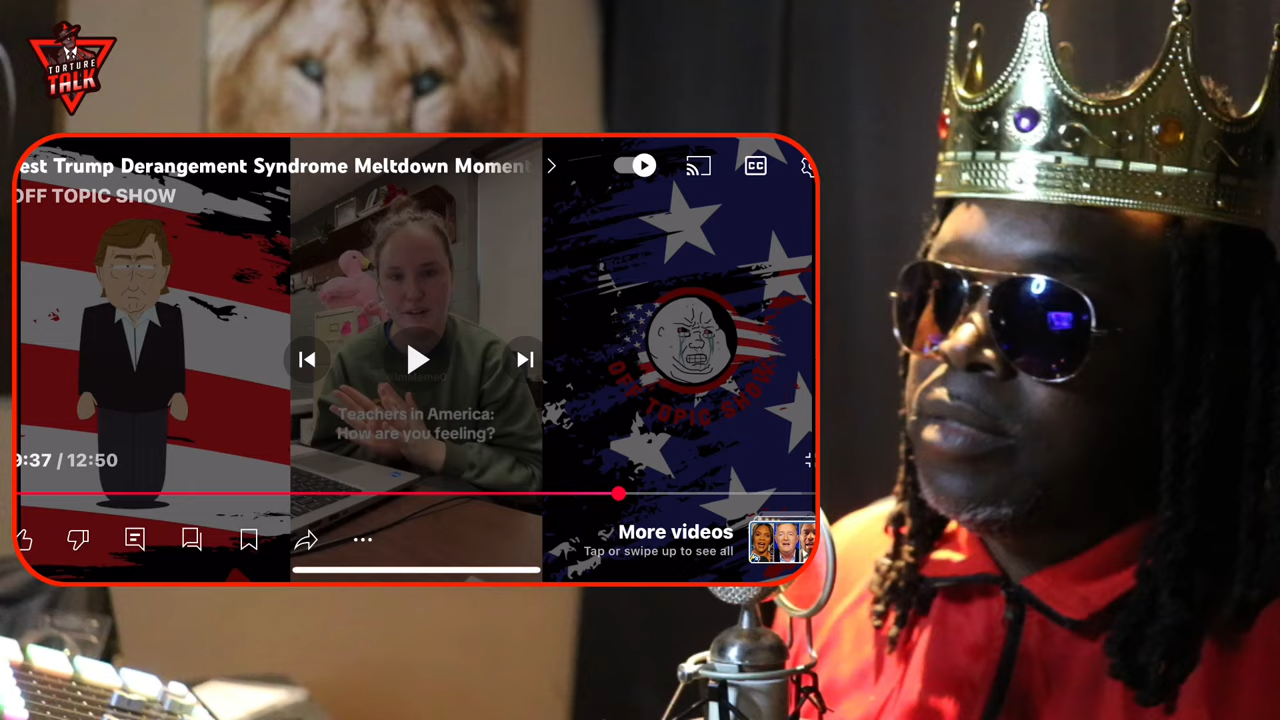 TORTURE
TALK
est Trump Derangement Syndrome Meltdown Moment
OFF TOPIC SHOW
CC
Teachers in America:
How are you feeling?
OFF TOPIC SHOW
9:37 / 12:50
More videos
Tap or swipe up to see all